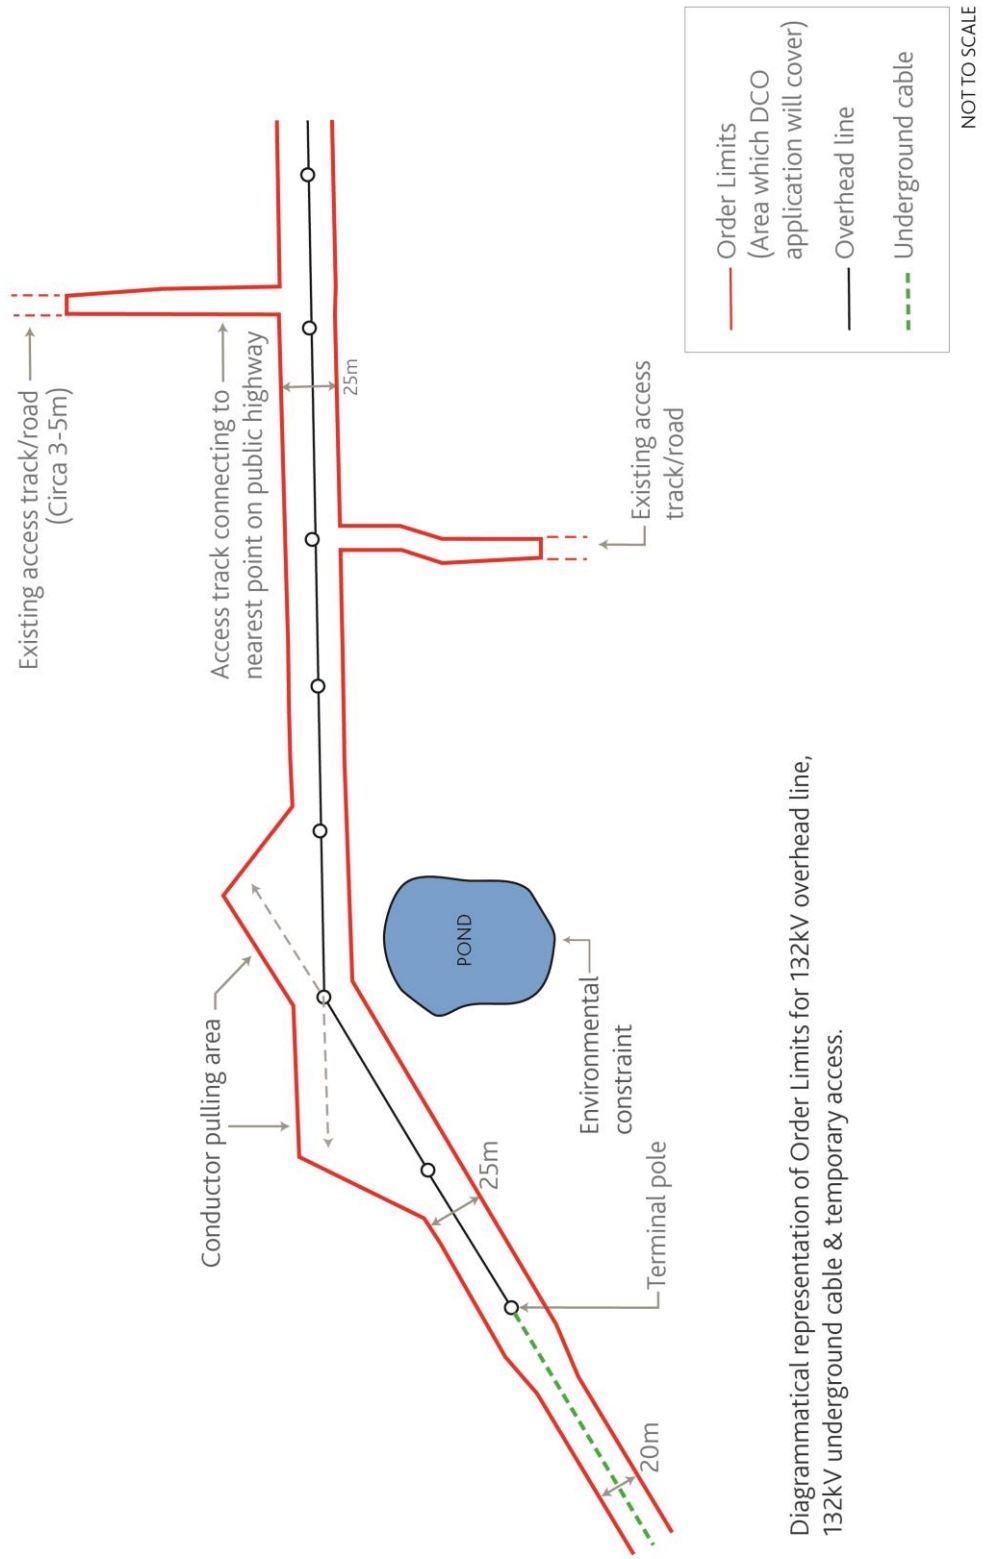 Existing access track/road
(Circa 3-5m)
Access track connecting to
nearest point on public highway
Conductor pulling area
25m
25m
20m
POND
Environmental
constraint
Existing access
track/road
Terminal pole
Order Limits
(Area which DCO
application will cover)
Overhead line
Underground cable
NOT TO SCALE
Diagrammatical representation of Order Limits for 132kV overhead line,
132kV underground cable & temporary access.